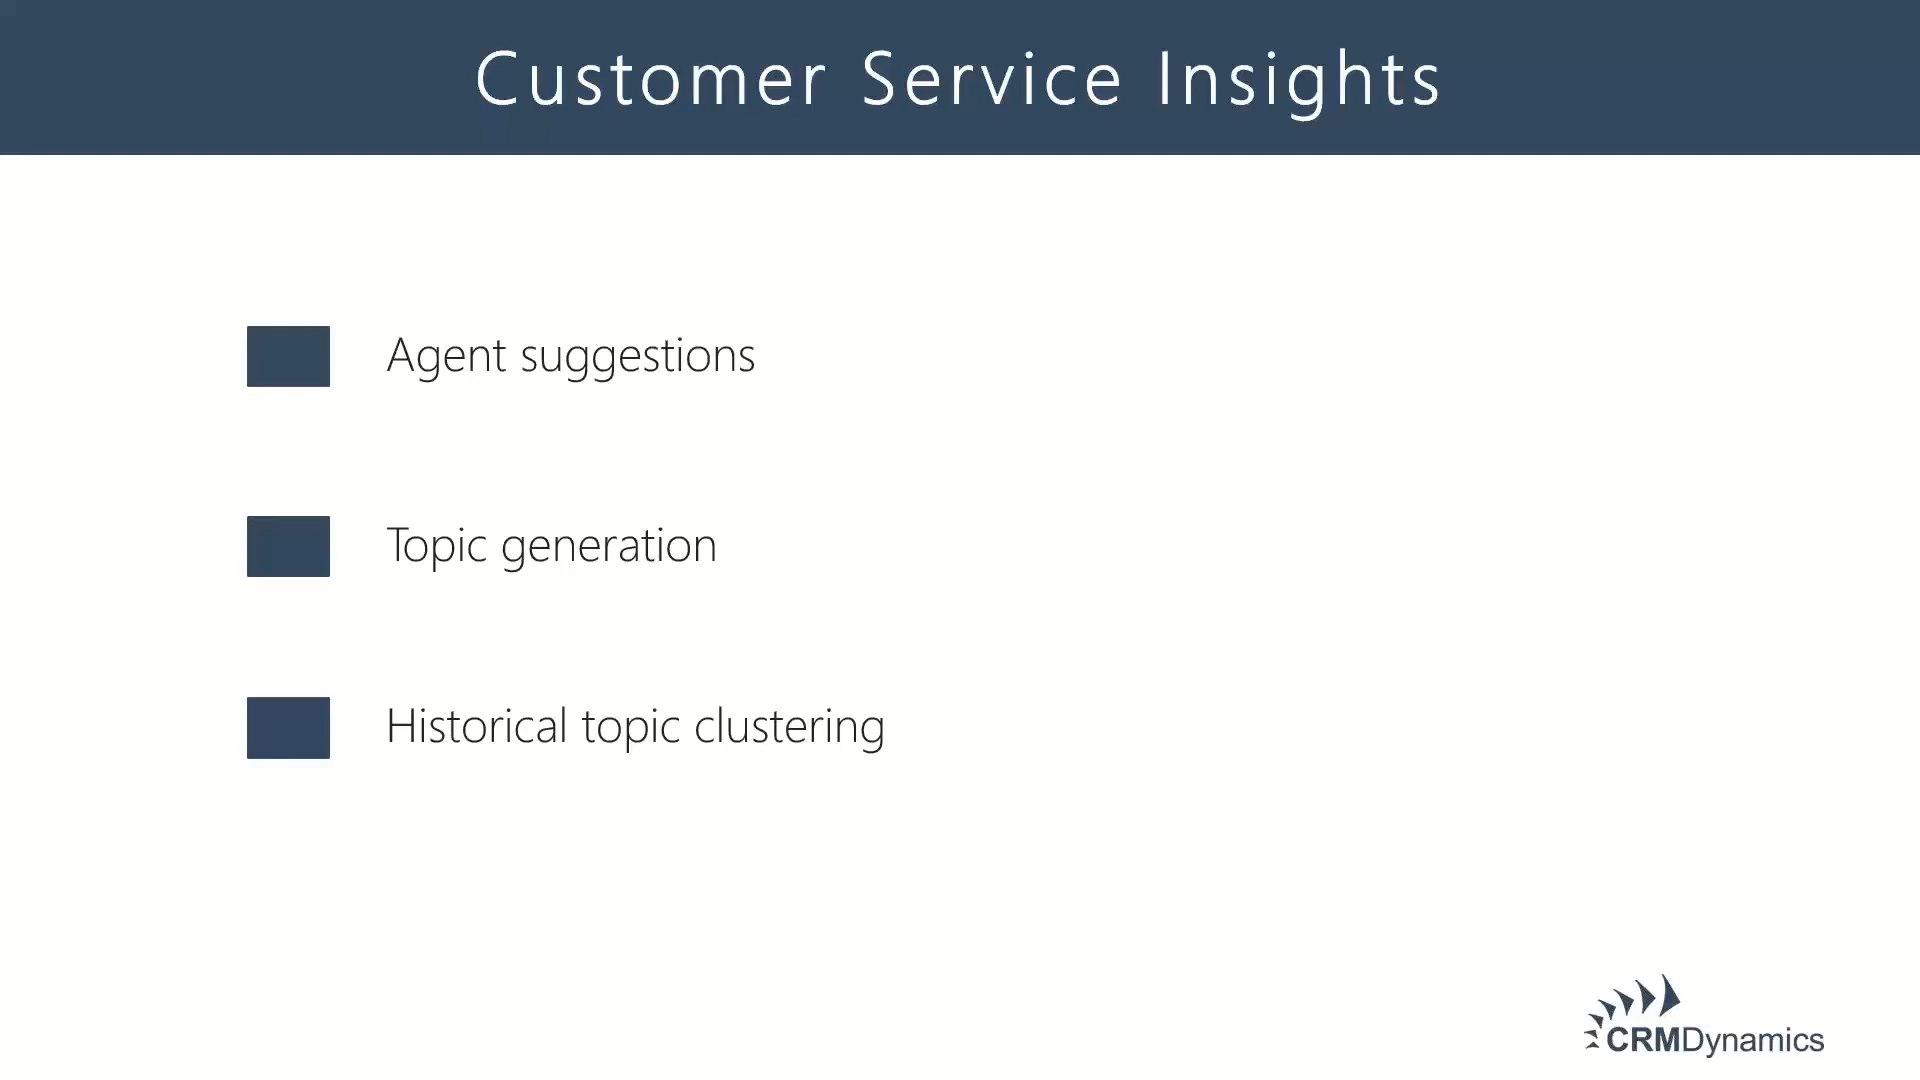 Customer Service Insights
Agent suggestions
Topic generation
Historical topic clustering
CRMDynamics